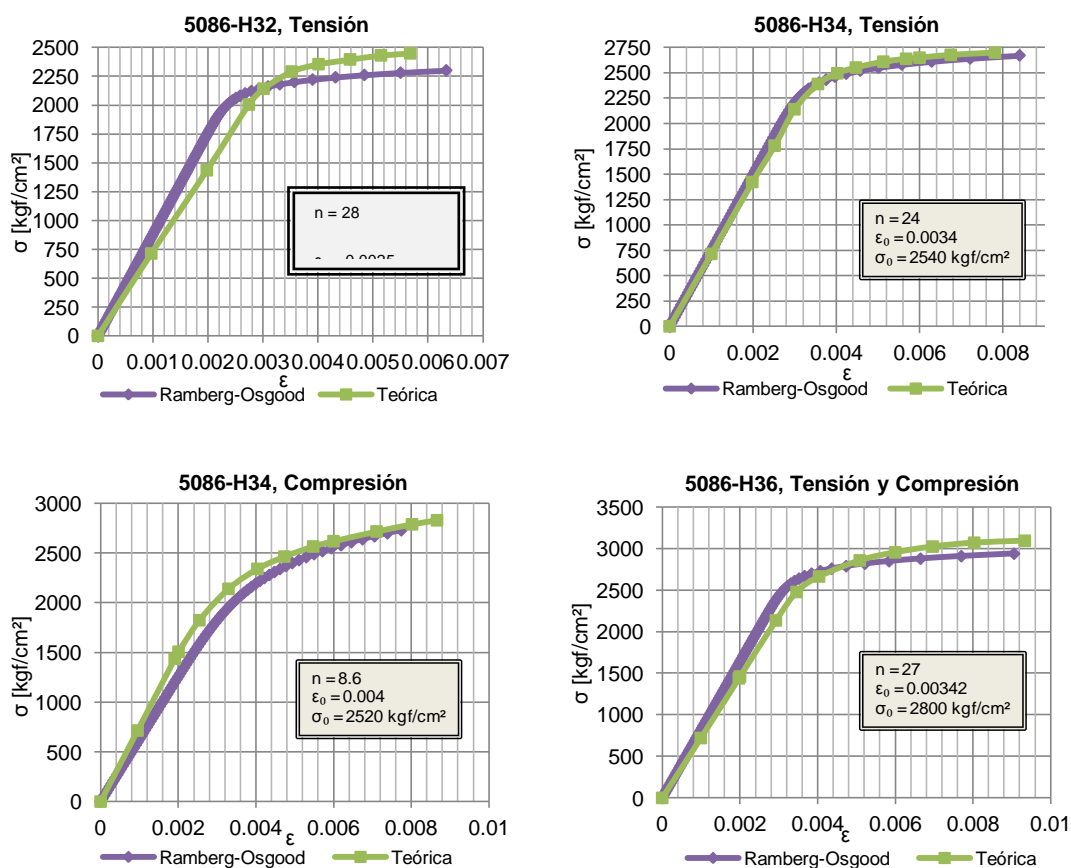 5086-H32, Tensión
2500
2250
2000
1750
1500
1250
1000
750
500
250
0
σ [kgf/cm²]
n = 28
0 0.001 0.002 0.003 0.004 0.005 0.006 0.007
ε
Ramberg-Osgood Teórica
5086-H34, Tensión
2750
2500
2250
2000
1750
1500
1250
1000
750
500
250
0
σ [kgf/cm²]
n = 24
ε₀ = 0.0034
σ₀ = 2540 kgf/cm²
0 0.002 0.004 0.006 0.008
ε
Ramberg-Osgood Teórica
5086-H34, Compresión
3000
2500
2000
1500
1000
500
0
σ [kgf/cm²]
n = 8.6
ε₀ = 0.004
σ₀ = 2520 kgf/cm²
0 0.002 0.004 0.006 0.008 0.01
ε
Ramberg-Osgood Teórica
5086-H36, Tensión y Compresión
3500
3000
2500
2000
1500
1000
500
0
σ [kgf/cm²]
n = 27
ε₀ = 0.00342
σ₀ = 2800 kgf/cm²
0 0.002 0.004 0.006 0.008 0.01
ε
Ramberg-Osgood Teórica